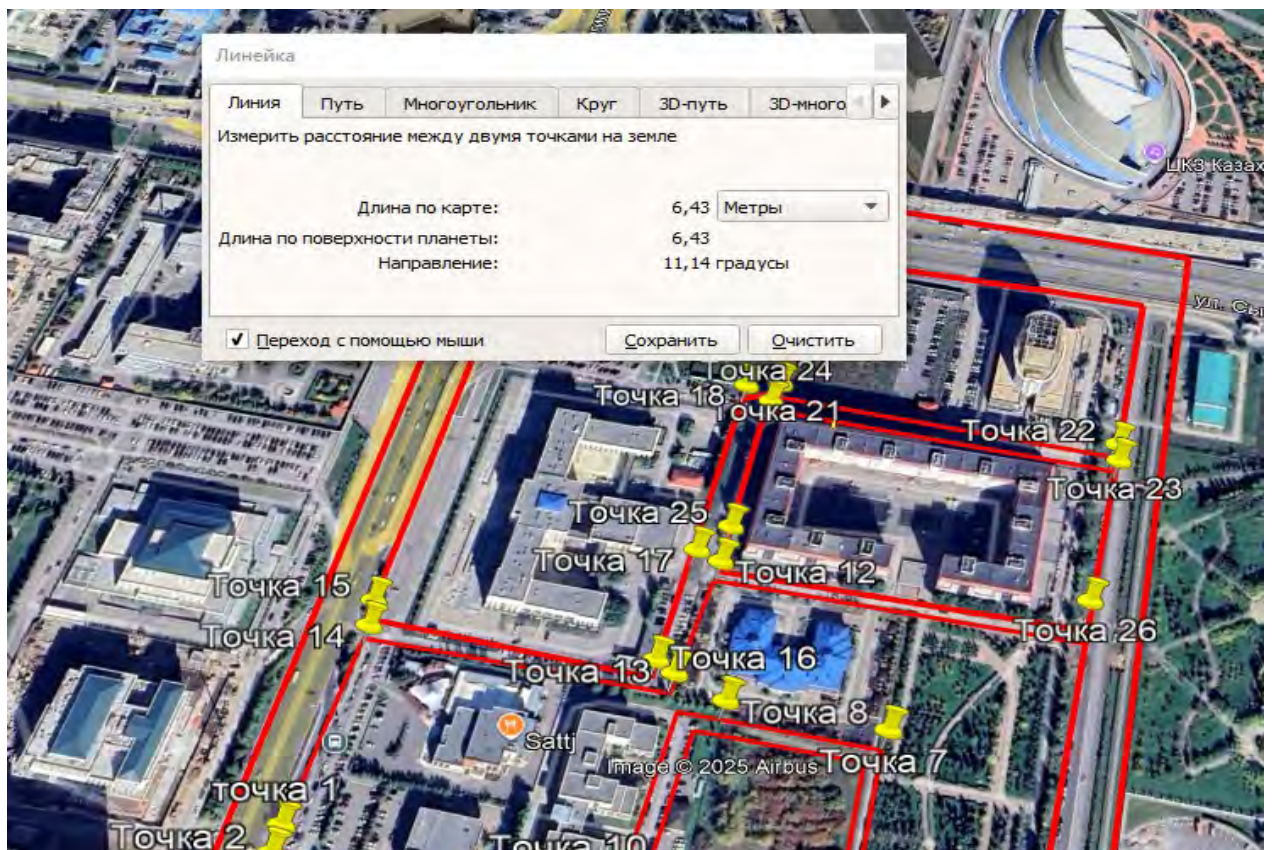 Линейка
Линия Путь Многоугольник Круг 3D-путь 3D-много
Измерить расстояние между двумя точками на земле
Длина по карте: 6,43 Метры
Длина по поверхности планеты: 6,43
Направление: 11,14 градусы
✓ Переход с помощью мыши Сохранить Очистить
ЦКЗ Казах
ул. Сы
Точка 24
Точка 18
Точка 21
Точка 22
Точка 23
Точка 25
Точка 17
Точка 12
Точка 15
Точка 14
Точка 26
Точка 13
Точка 16
Точка 8
Sattj
Точка 7
Image © 2025 Airbus
точка 1
Точка 2
Точка 10